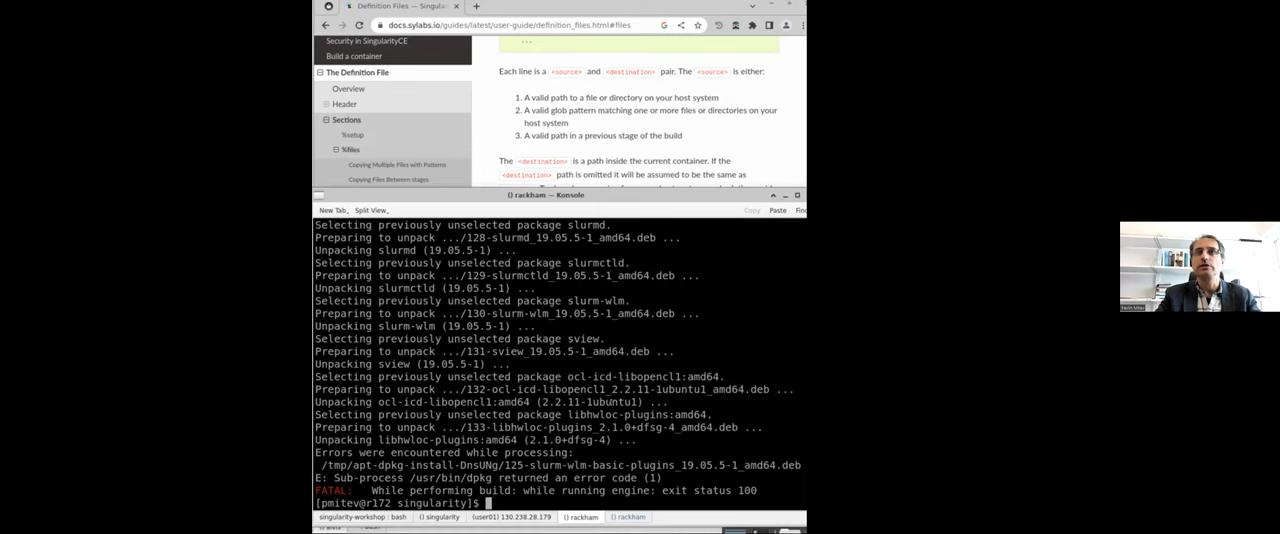 Definition Files — Singulari
docs.sylabs.io/guides/latest/user-guide/definition_files.html#files
Security in SingularityCE
Build a container
The Definition File
Overview
Header
Sections
%setup
%files
Copying Multiple Files with Patterns
Copying Files Between stages
...
Each line is a <source> and <destination> pair. The <source> is either:
1. A valid path to a file or directory on your host system
2. A valid glob pattern matching one or more files or directories on your
host system
3. A valid path in a previous stage of the build
The <destination> is a path inside the current container. If the
<destination> path is omitted it will be assumed to be the same as
() rackham — Konsole
New Tab Split View Copy Paste Find
Selecting previously unselected package slurmd.
Preparing to unpack .../128-slurmd_19.05.5-1_amd64.deb ...
Unpacking slurmd (19.05.5-1) ...
Selecting previously unselected package slurmctld.
Preparing to unpack .../129-slurmctld_19.05.5-1_amd64.deb ...
Unpacking slurmctld (19.05.5-1) ...
Selecting previously unselected package slurm-wlm.
Preparing to unpack .../130-slurm-wlm_19.05.5-1_amd64.deb ...
Unpacking slurm-wlm (19.05.5-1) ...
Selecting previously unselected package sview.
Preparing to unpack .../131-sview_19.05.5-1_amd64.deb ...
Unpacking sview (19.05.5-1) ...
Selecting previously unselected package ocl-icd-libopencl1:amd64.
Preparing to unpack .../132-ocl-icd-libopencl1_2.2.11-1ubuntu1_amd64.deb ...
Unpacking ocl-icd-libopencl1:amd64 (2.2.11-1ubuntu1) ...
Selecting previously unselected package libhwloc-plugins:amd64.
Preparing to unpack .../133-libhwloc-plugins_2.1.0+dfsg-4_amd64.deb ...
Unpacking libhwloc-plugins:amd64 (2.1.0+dfsg-4) ...
Errors were encountered while processing:
/tmp/apt-dpkg-install-DnsUNg/125-slurm-wlm-basic-plugins_19.05.5-1_amd64.deb
E: Sub-process /usr/bin/dpkg returned an error code (1)
FATAL: While performing build: while running engine: exit status 100
[pmitev@r172 singularity]$
singularity-workshop : bash () singularity (user01) 130.238.28.179 () rackham () rackham